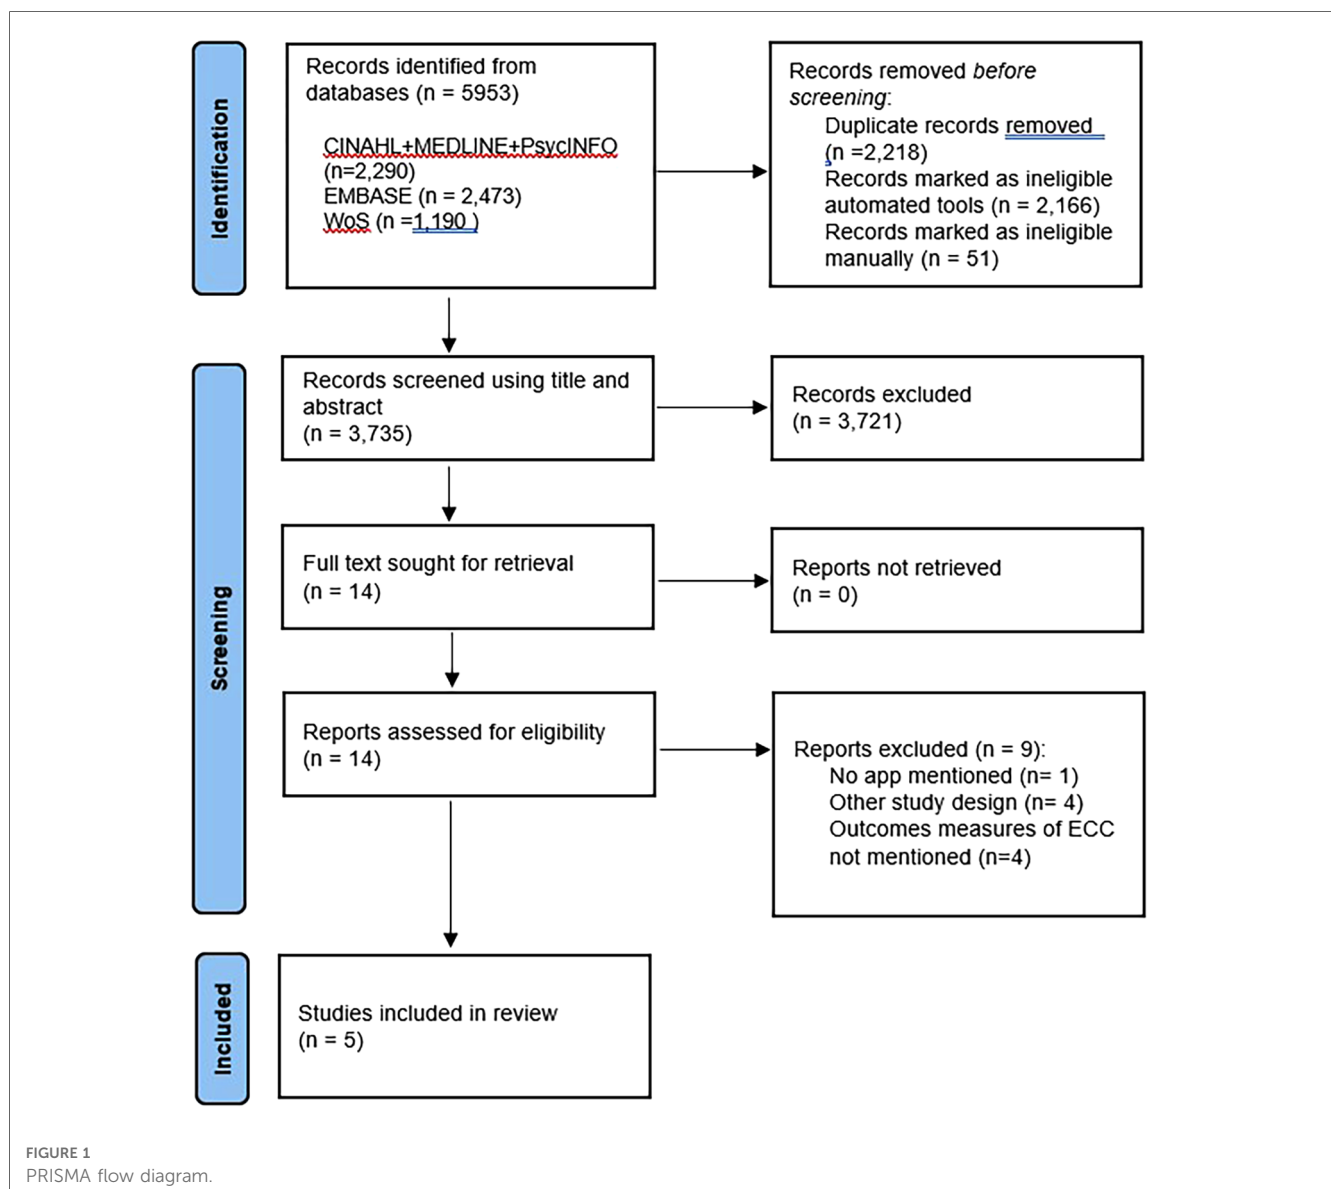 Identification
Records identified from
databases (n = 5953)
CINAHL+MEDLINE+PsycINFO
(n=2,290)
EMBASE (n = 2,473)
WoS (n =1,190 )
Records removed before
screening:
Duplicate records removed
(n =2,218)
Records marked as ineligible
automated tools (n = 2,166)
Records marked as ineligible
manually (n = 51)
Screening
Records screened using title and
abstract
(n = 3,735)
Records excluded
(n = 3,721)
Full text sought for retrieval
(n = 14)
Reports not retrieved
(n = 0)
Reports assessed for eligibility
(n = 14)
Reports excluded (n = 9):
No app mentioned (n= 1)
Other study design (n= 4)
Outcomes measures of ECC
not mentioned (n=4)
Included
Studies included in review
(n = 5)
FIGURE 1
PRISMA flow diagram.